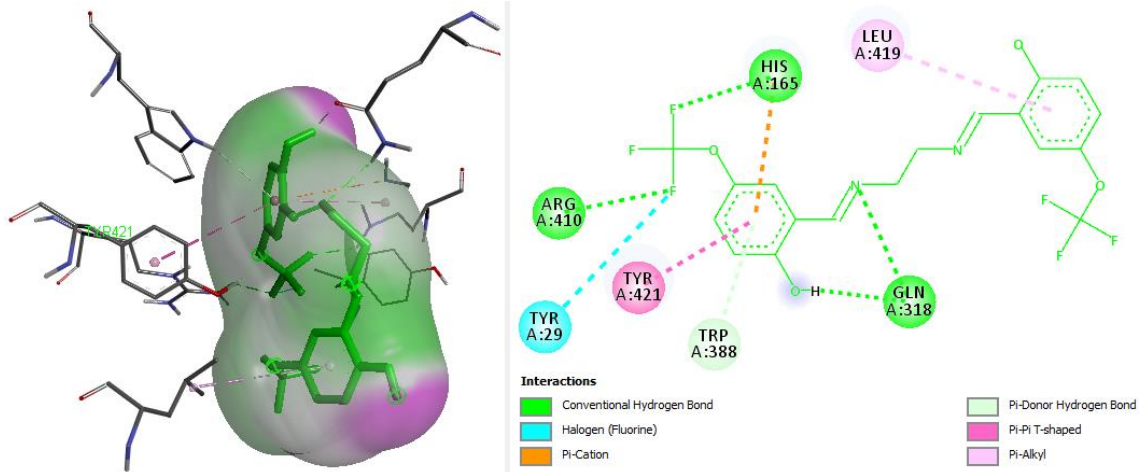 TYR421
LEU
A:419
HIS
A:165
O
F
F
O
N
F
O
ARG
A:410
N
F
F
F
TYR
A:421
O H
GLN
A:318
TYR
A:29
TRP
A:388
Interactions
Conventional Hydrogen Bond
Halogen (Fluorine)
Pi-Cation
Pi-Donor Hydrogen Bond
Pi-Pi T-shaped
Pi-Alkyl